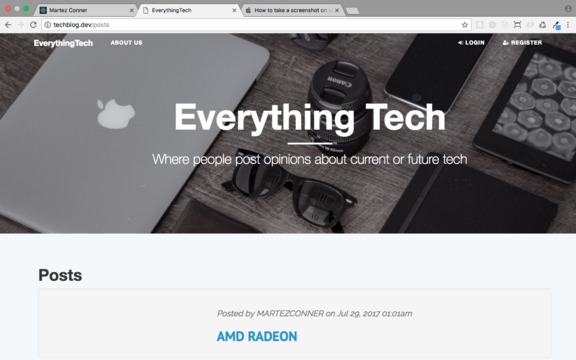 Martez Conner
EverythingTech
How to take a screenshot on
techblog.dev/posts
EverythingTech
ABOUT US
LOGIN
REGISTER
Canon
Everything Tech
Where people post opinions about current or future tech
Posts
Posted by MARTEZCONNER on Jul 29, 2017 01:01am
AMD RADEON